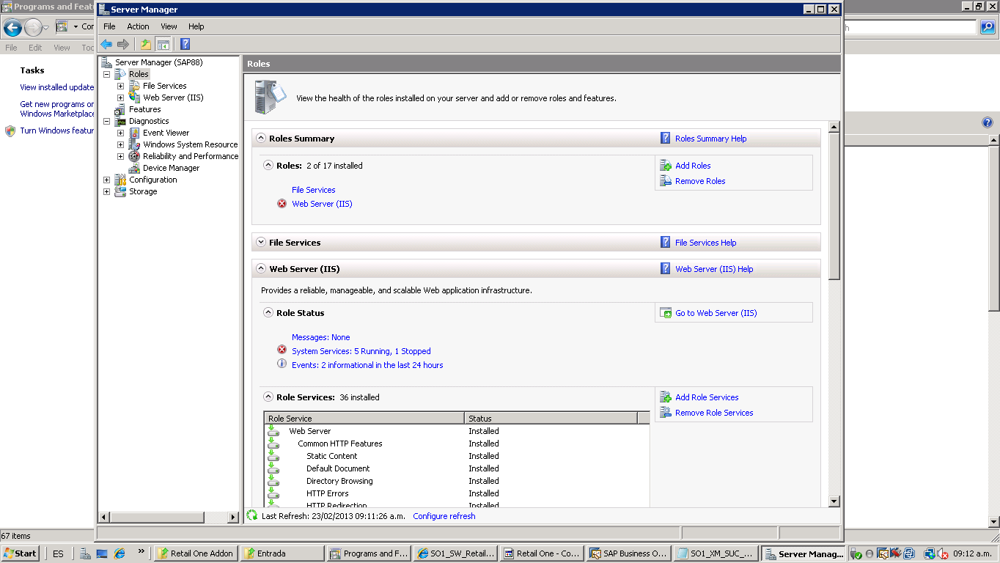 Programs and Feat
Server Manager
File Action View Help
Cor
h
File Edit View Too
Tasks
View installed update
Get new programs or
Windows Marketplace
Turn Windows featur
Server Manager (SAP88)
Roles
File Services
Web Server (IIS)
Features
Diagnostics
Event Viewer
Windows System Resource
Reliability and Performance
Device Manager
Configuration
Storage
Roles
View the health of the roles installed on your server and add or remove roles and features.
Roles Summary
Roles Summary Help
Roles: 2 of 17 installed
Add Roles
Remove Roles
File Services
Web Server (IIS)
File Services
File Services Help
Web Server (IIS)
Web Server (IIS) Help
Provides a reliable, manageable, and scalable Web application infrastructure.
Role Status
Go to Web Server (IIS)
Messages: None
System Services: 5 Running, 1 Stopped
Events: 2 informational in the last 24 hours
Role Services: 36 installed
Add Role Services
Remove Role Services
Role Service Status
Web Server Installed
Common HTTP Features Installed
Static Content Installed
Default Document Installed
Directory Browsing Installed
HTTP Errors Installed
HTTP Redirection Installed
Last Refresh: 23/02/2013 09:11:26 a.m. Configure refresh
67 items
Start ES » Retail One Addon Entrada Programs and F... SO1_SW_Retail... Retail One - Co... SAP Business O... SO1_XM_SUC_... Server Manag... 09:12 a.m.